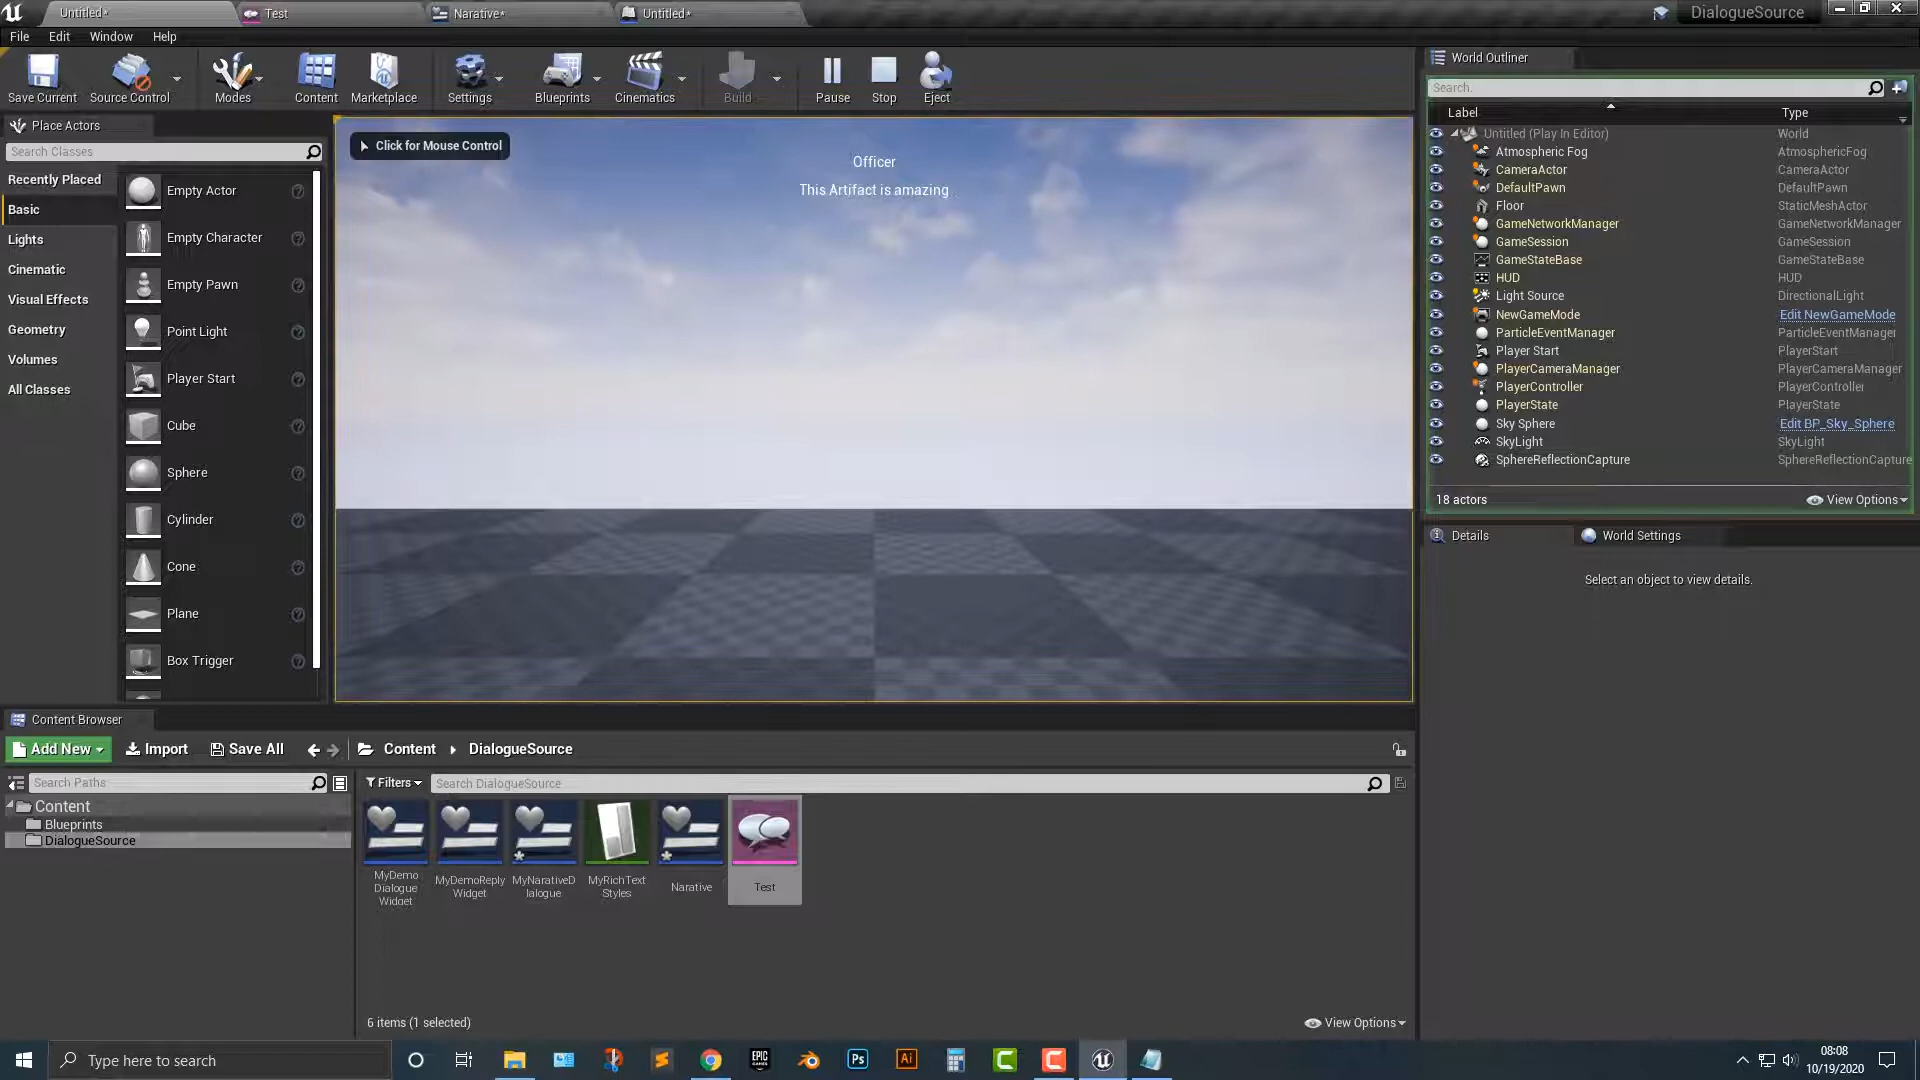 Untitled*
Test
Narative*
Untitled*
DialogueSource
File
Edit
Window
Help
Save Current
Source Control
Modes
Content
Marketplace
Settings
Blueprints
Cinematics
Build
Pause
Stop
Eject
Place Actors
Search Classes
Recently Placed
Basic
Lights
Cinematic
Visual Effects
Geometry
Volumes
All Classes
Empty Actor
Empty Character
Empty Pawn
Point Light
Player Start
Cube
Sphere
Cylinder
Cone
Plane
Box Trigger
Click for Mouse Control
Officer
This Artifact is amazing
World Outliner
Search.
Label Type
Untitled (Play In Editor) World
Atmospheric Fog AtmosphericFog
CameraActor CameraActor
DefaultPawn DefaultPawn
Floor StaticMeshActor
GameNetworkManager GameNetworkManager
GameSession GameSession
GameStateBase GameStateBase
HUD HUD
Light Source DirectionalLight
NewGameMode Edit NewGameMode
ParticleEventManager ParticleEventManager
Player Start PlayerStart
PlayerCameraManager PlayerCameraManager
PlayerController PlayerController
PlayerState PlayerState
Sky Sphere Edit BP_Sky_Sphere
SkyLight SkyLight
SphereReflectionCapture SphereReflectionCapture
18 actors
View Options
Details
World Settings
Select an object to view details.
Content Browser
Add New
Import
Save All
Content
DialogueSource
Search Paths
Content
Blueprints
DialogueSource
Filters
Search DialogueSource
MyDemo
Dialogue
Widget
MyDemoReply
Widget
MyNarativeD
ialogue
MyRichText
Styles
Narative
Test
6 items (1 selected)
View Options
Type here to search
EPIC
GAMES
Ps
Ai
08:08
10/19/2020